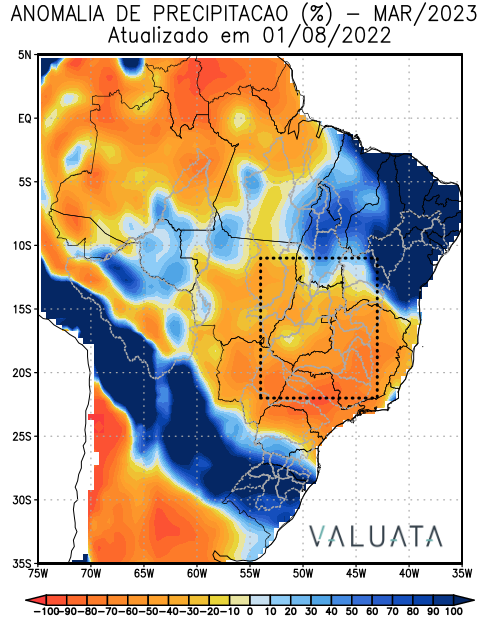 ANOMALIA DE PRECIPITACAO (%) – MAR/2023
Atualizado em 01/08/2022
5N
EQ
5S
10S
15S
20S
25S
30S
35S
VALUATA
75W 70W 65W 60W 55W 50W 45W 40W 35W
-100-90 -80 -70 -60 -50 -40 -30 -20 -10 0 10 20 30 40 50 60 70 80 90 100